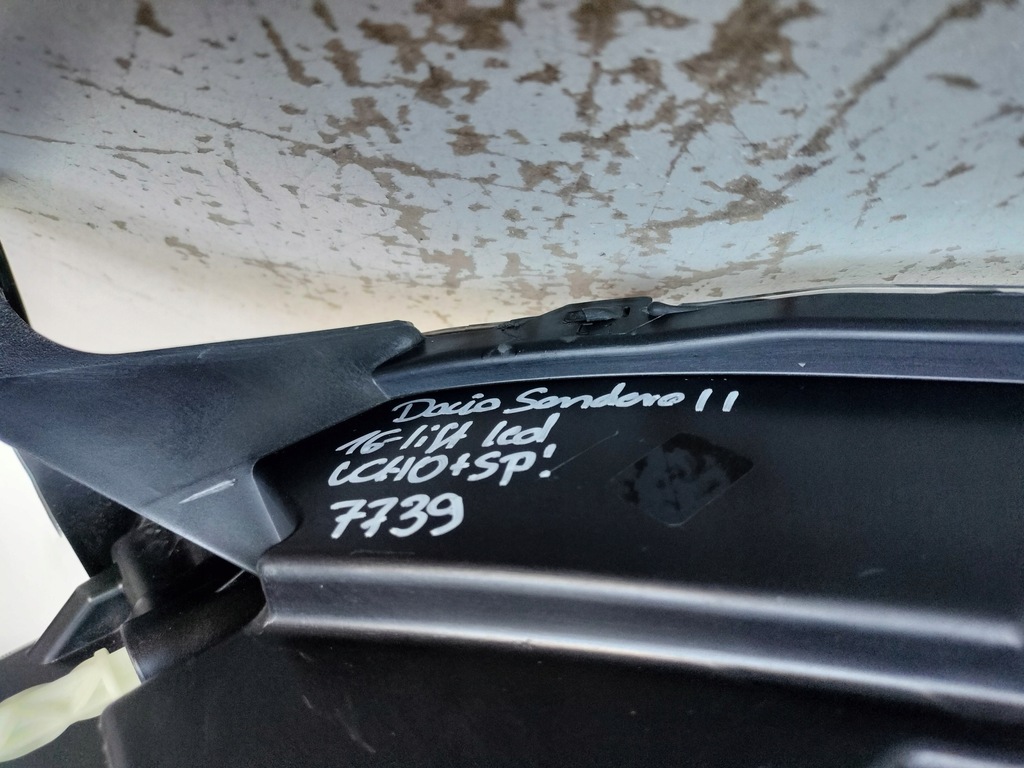 Dacia Sandero II
16-lift led
UCHO+SP!
7739